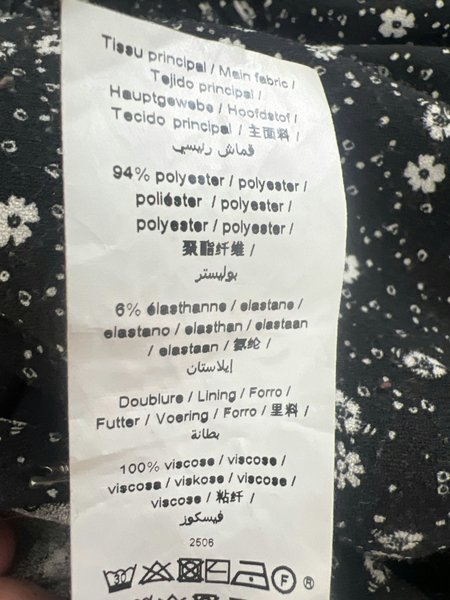 Tissu principal / Main fabric /
Tejido principal /
Hauptgewebe / Hoofdstof /
Tecido principal / 主面料 /
قماش رئيسي
94% polyester / polyester /
poliéster / polyester /
polyester / polyester /
聚酯纤维 /
بوليستر
6% élasthanne / elastane /
elastano / elasthan / elastaan
/ elastaan / 氨纶 /
إيلاستان
Doublure / Lining / Forro /
Futter / Voering / Forro / 里料 /
بطانة
100% viscose / viscose /
viscosa / viskose / viscose /
viscose / 粘纤 /
فيسكوز
2506
30 F ®